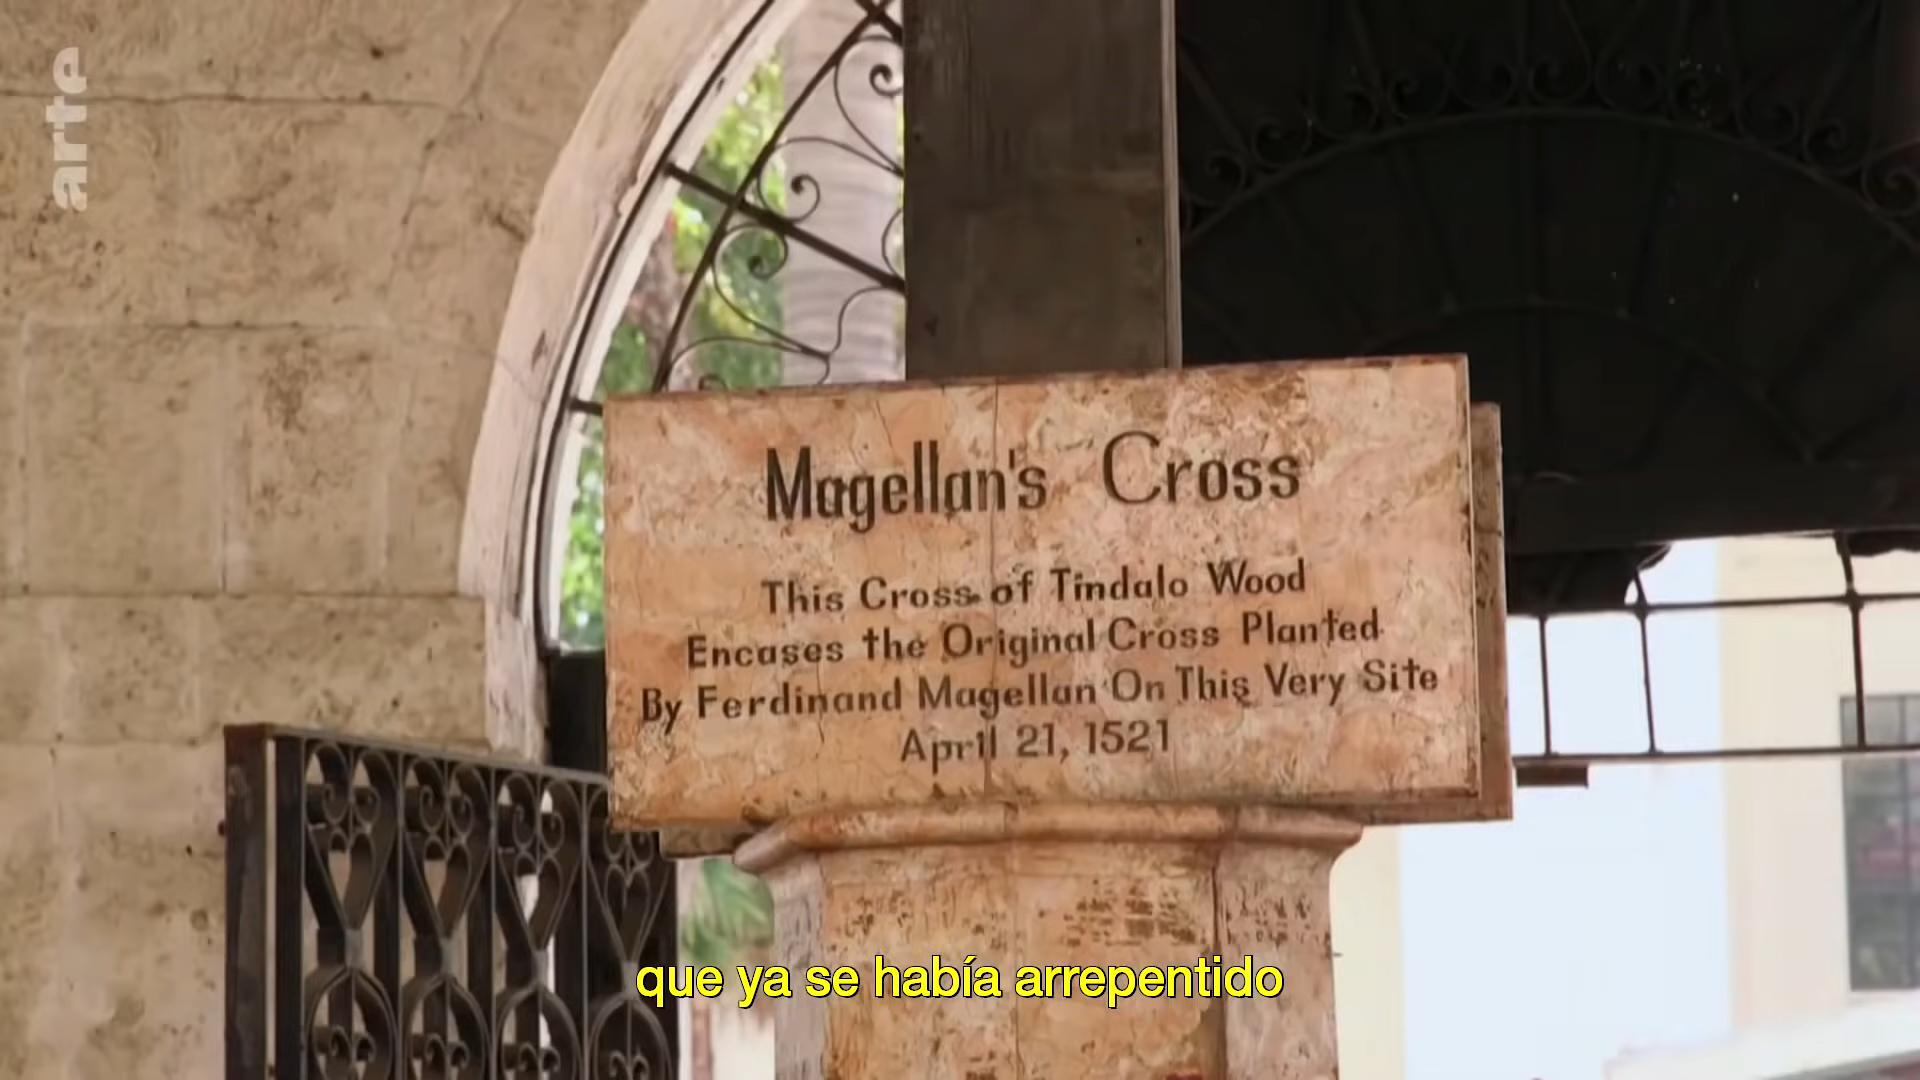 arte
Magellan's Cross
This Cross of Tindalo Wood
Encases the Original Cross Planted
By Ferdinand Magellan On This Very Site
April 21, 1521
que ya se había arrepentido